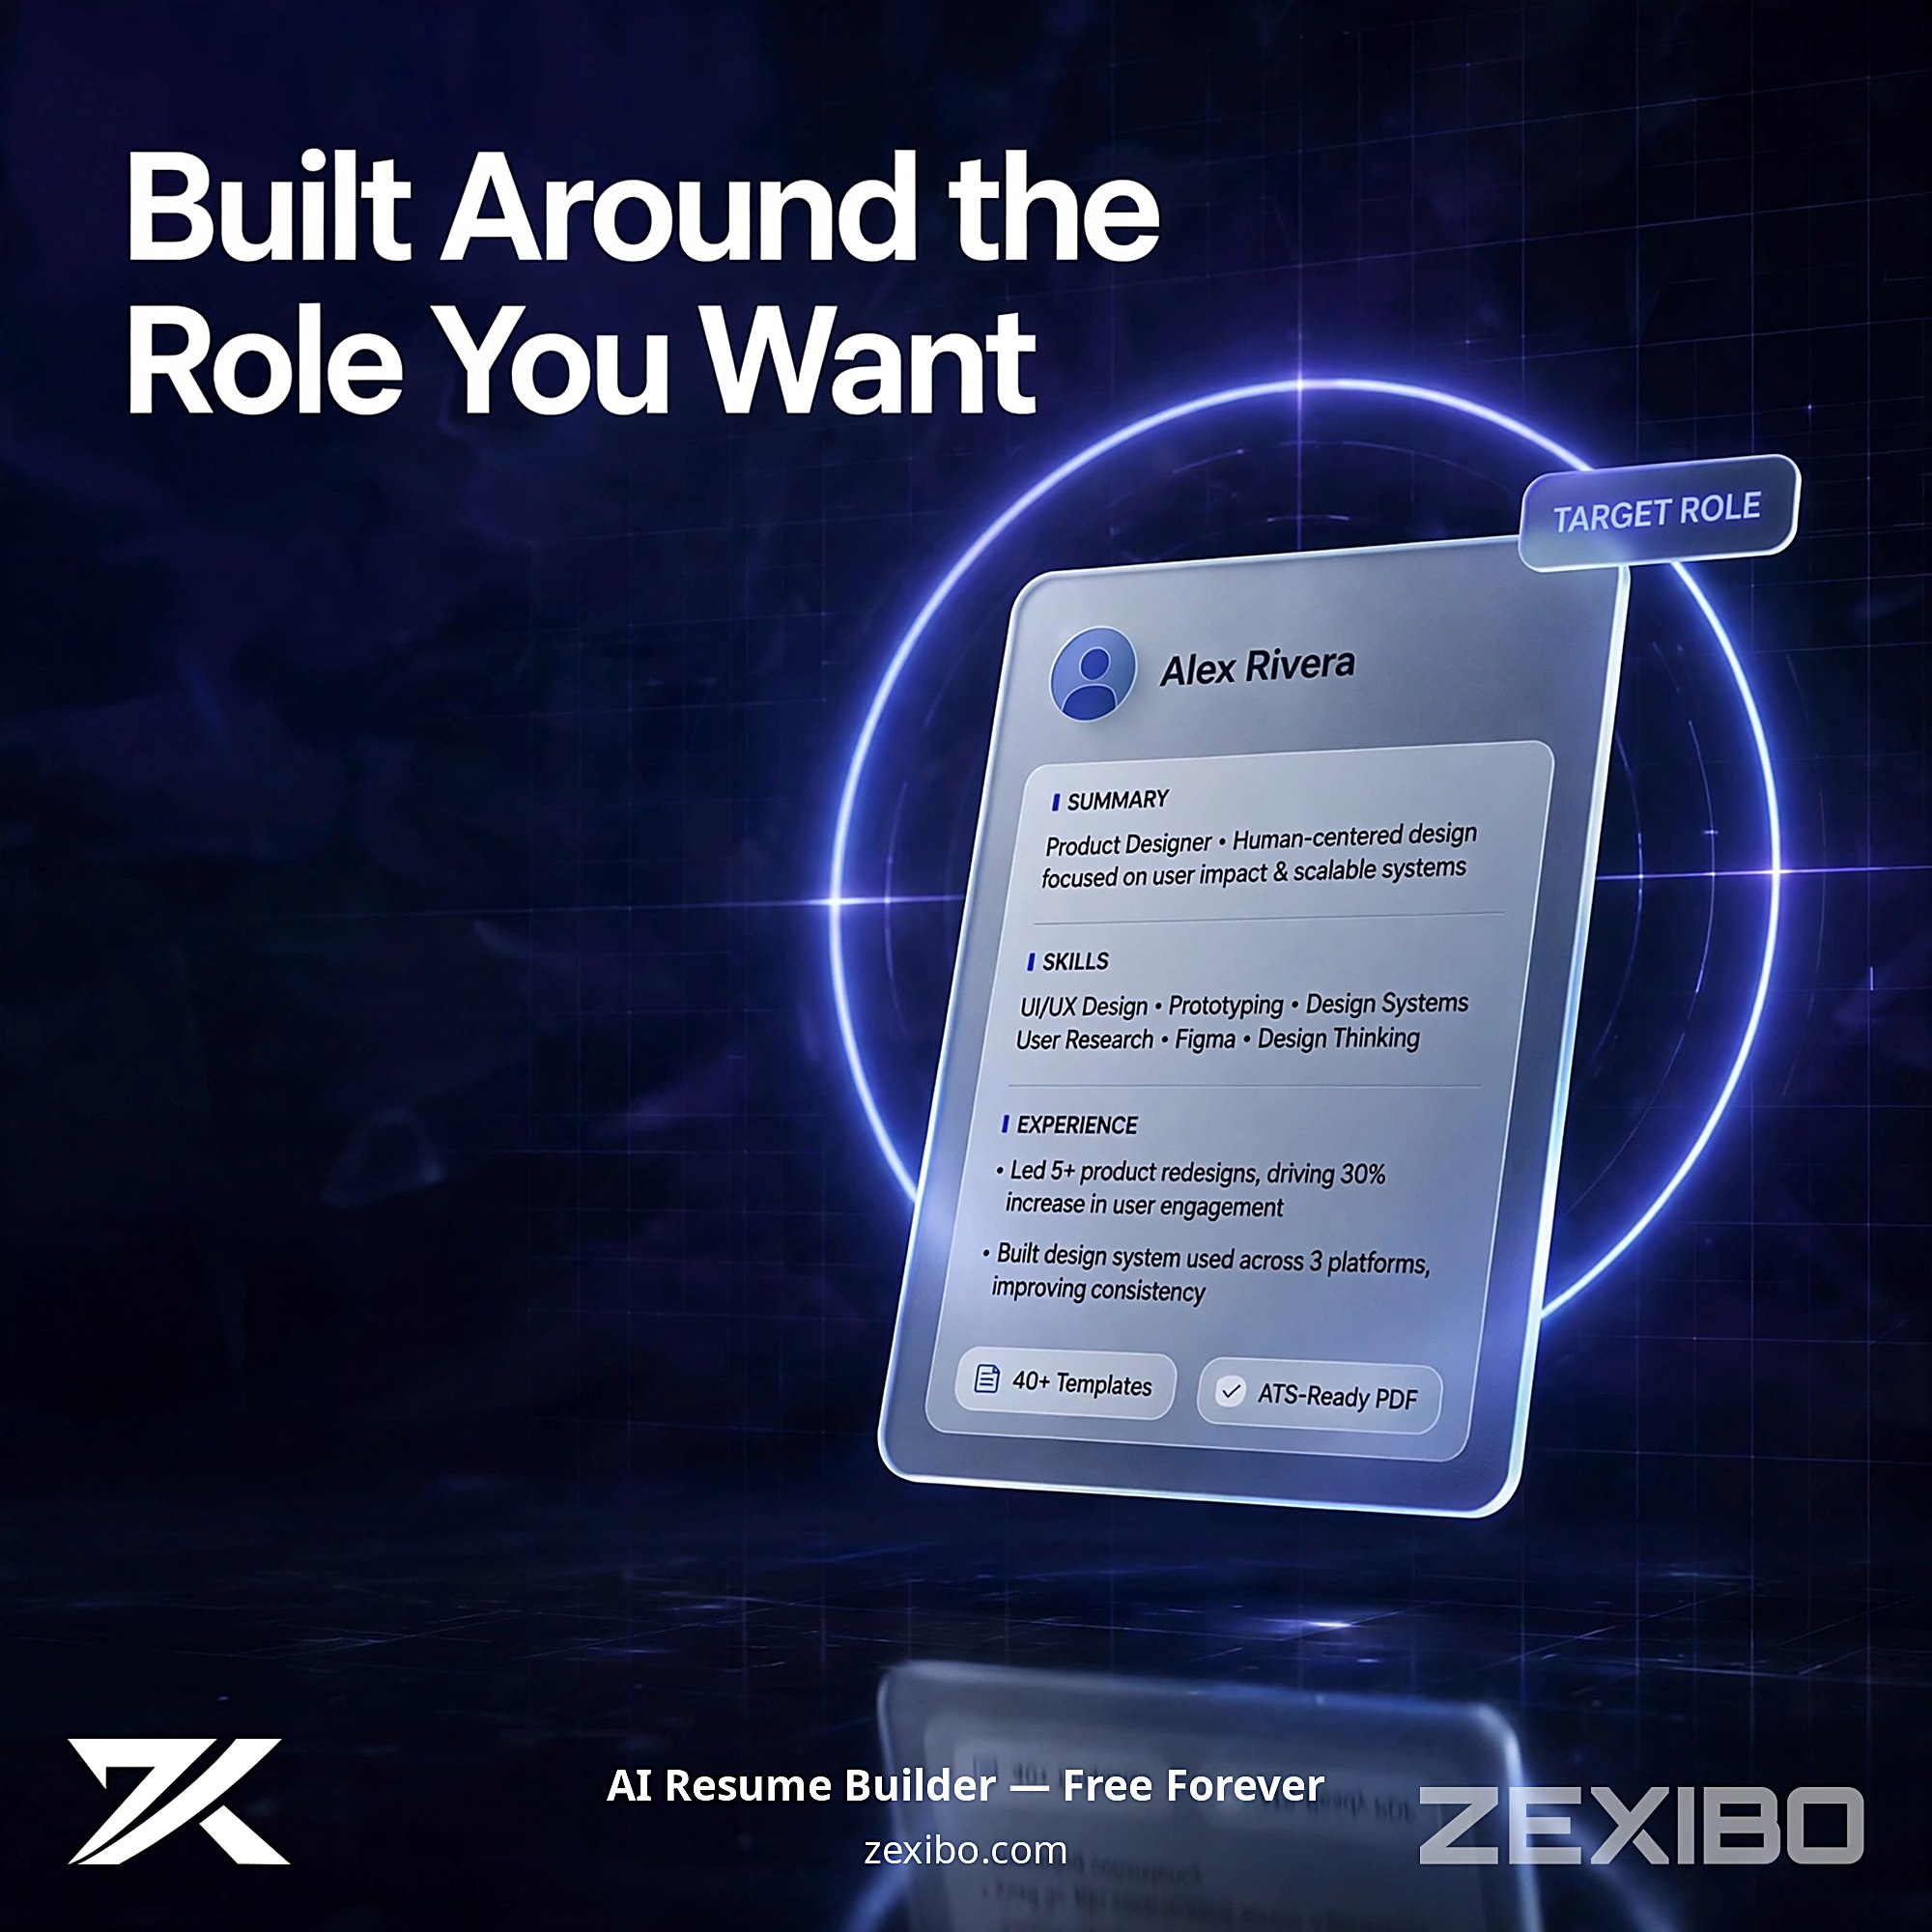 Built Around the
Role You Want
TARGET ROLE
Alex Rivera
SUMMARY
Product Designer • Human-centered design
focused on user impact & scalable systems
SKILLS
UI/UX Design • Prototyping • Design Systems
User Research • Figma • Design Thinking
EXPERIENCE
• Led 5+ product redesigns, driving 30%
increase in user engagement
• Built design system used across 3 platforms,
improving consistency
40+ Templates
ATS-Ready PDF
AI Resume Builder — Free Forever
zexibo.com
ZEXIBO